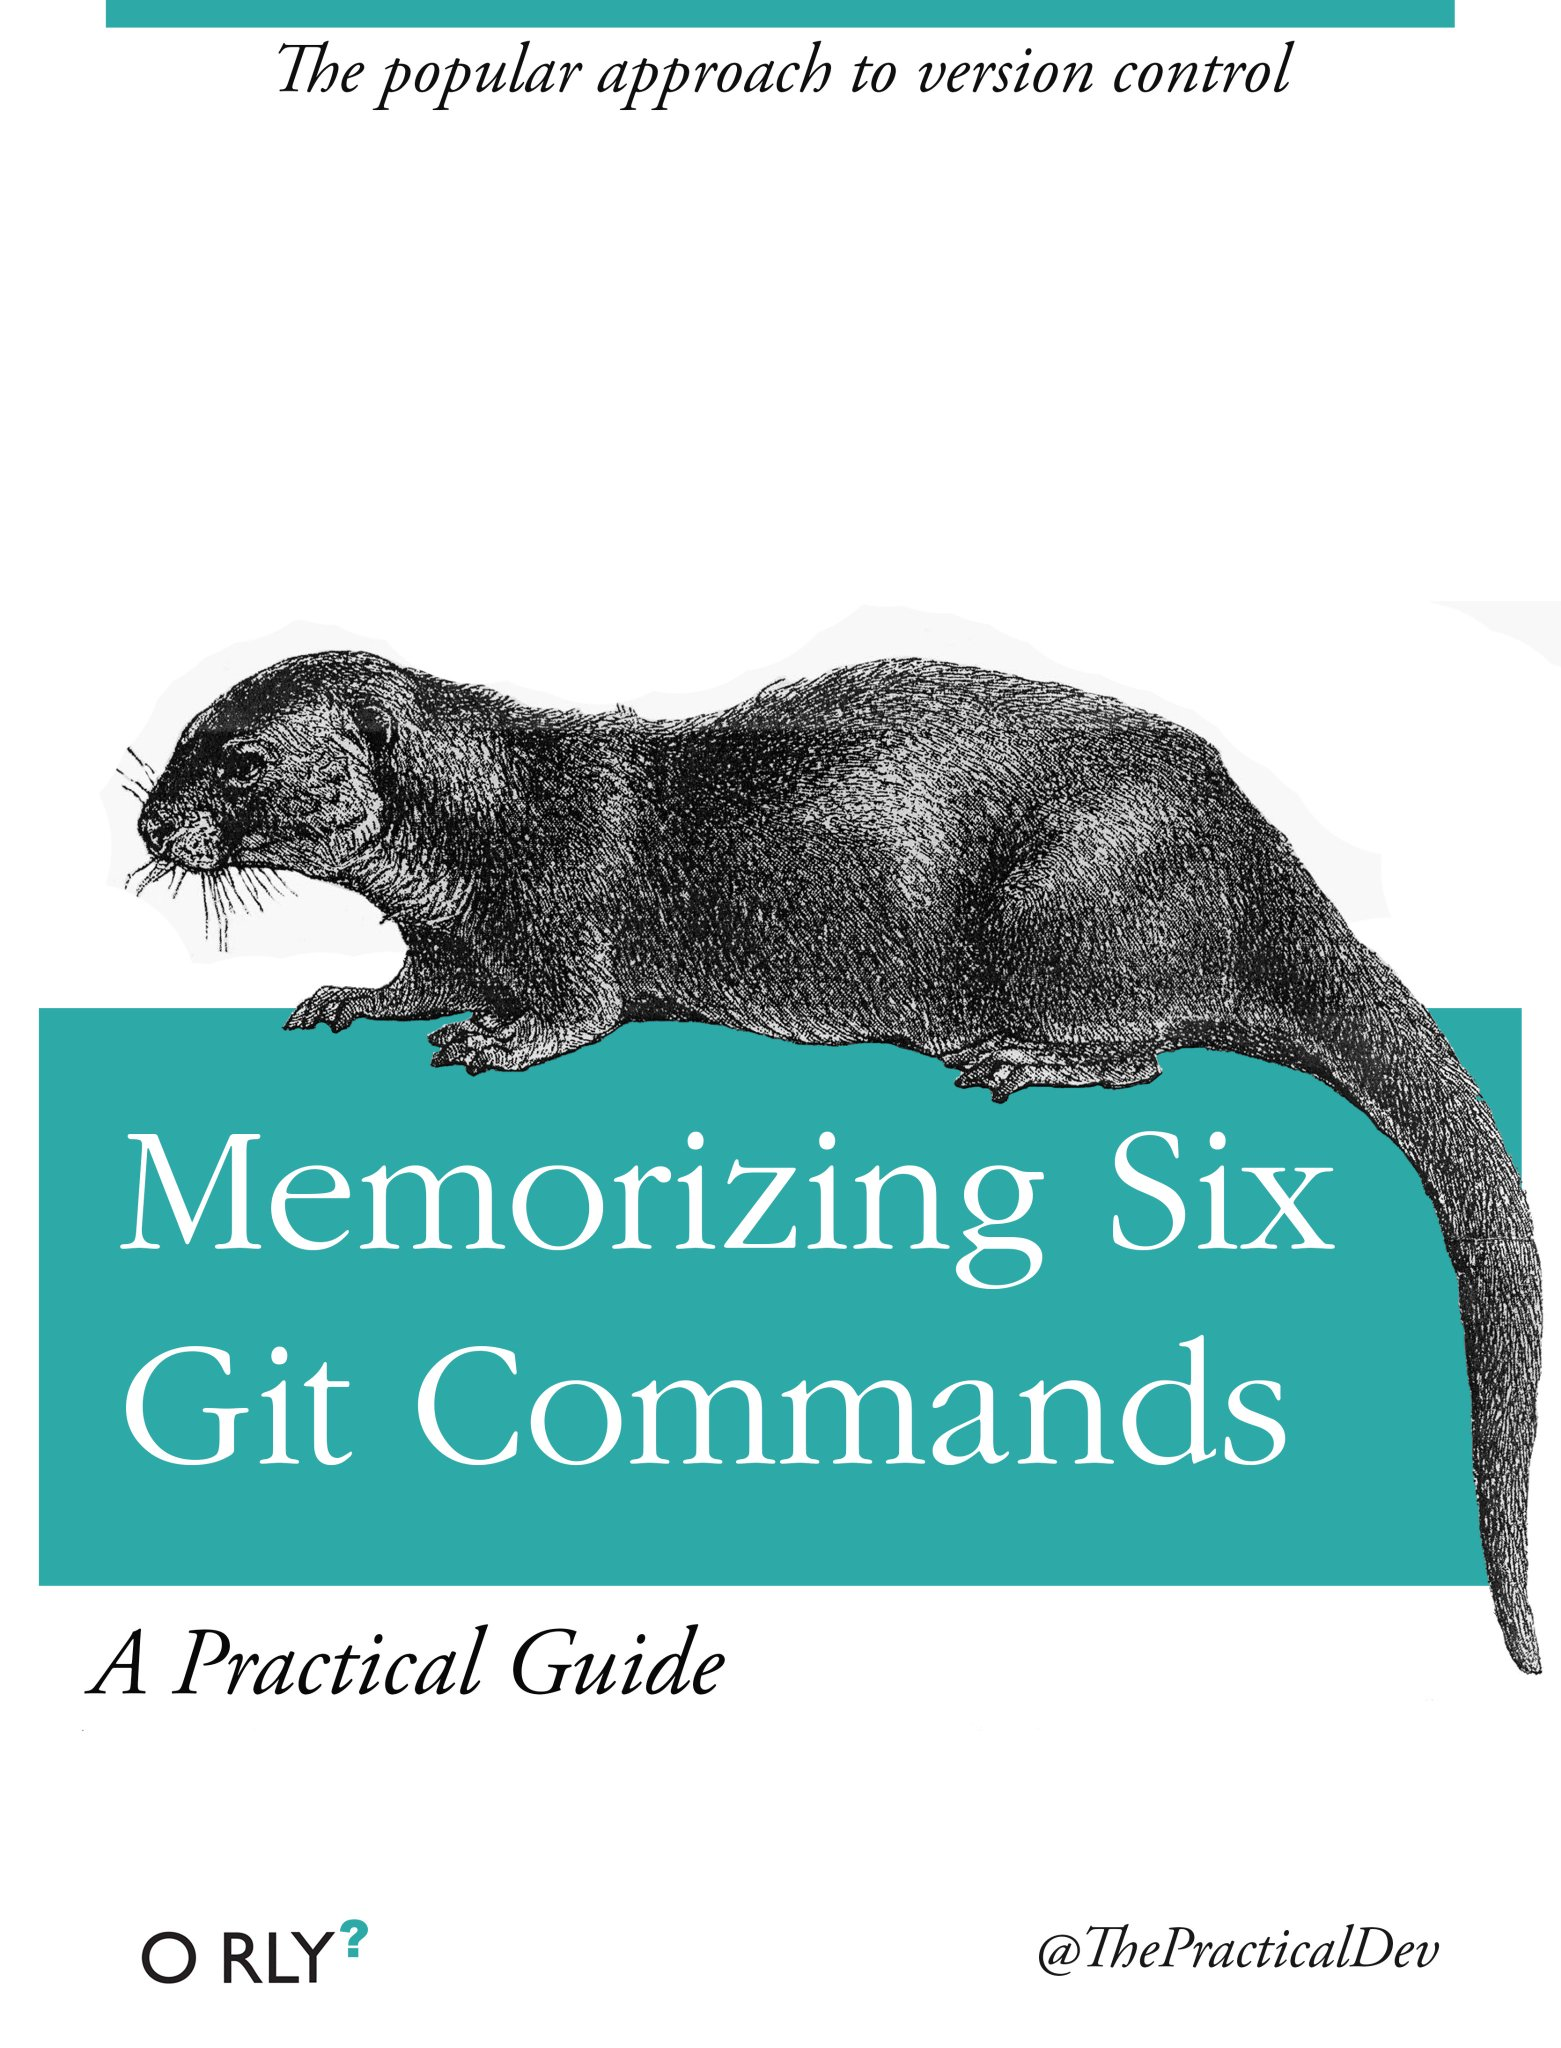 The popular approach to version control
Memorizing Six
Git Commands
A Practical Guide
O RLY?
@ThePracticalDev